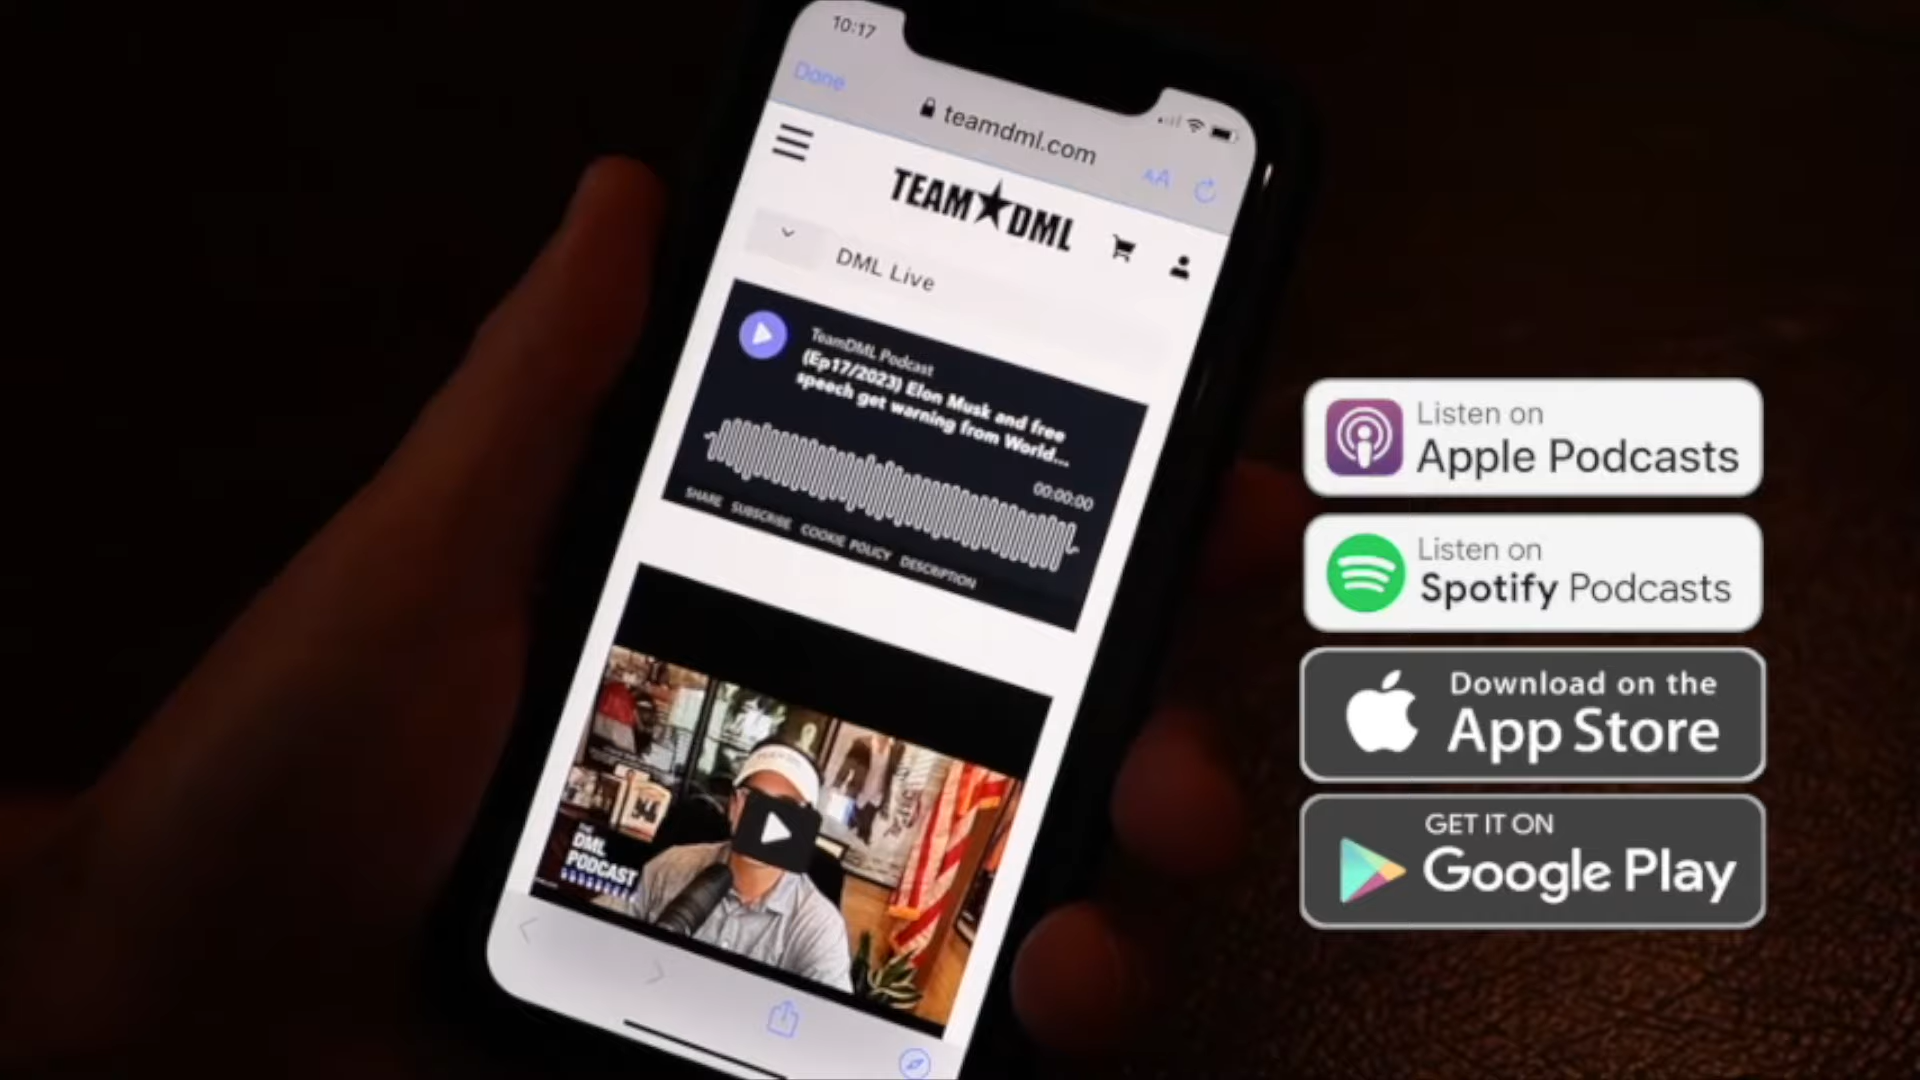 10:17
Done
teamdml.com
AA
TEAM★DML
DML Live
TeamDML Podcast
(Ep17/2023) Elon Musk and free
speech get warning from World...
00:00:00
SHARE SUBSCRIBE COOKIE POLICY DESCRIPTION
THE
DML
PODCAST
Listen on
Apple Podcasts
Listen on
Spotify Podcasts
Download on the
App Store
GET IT ON
Google Play